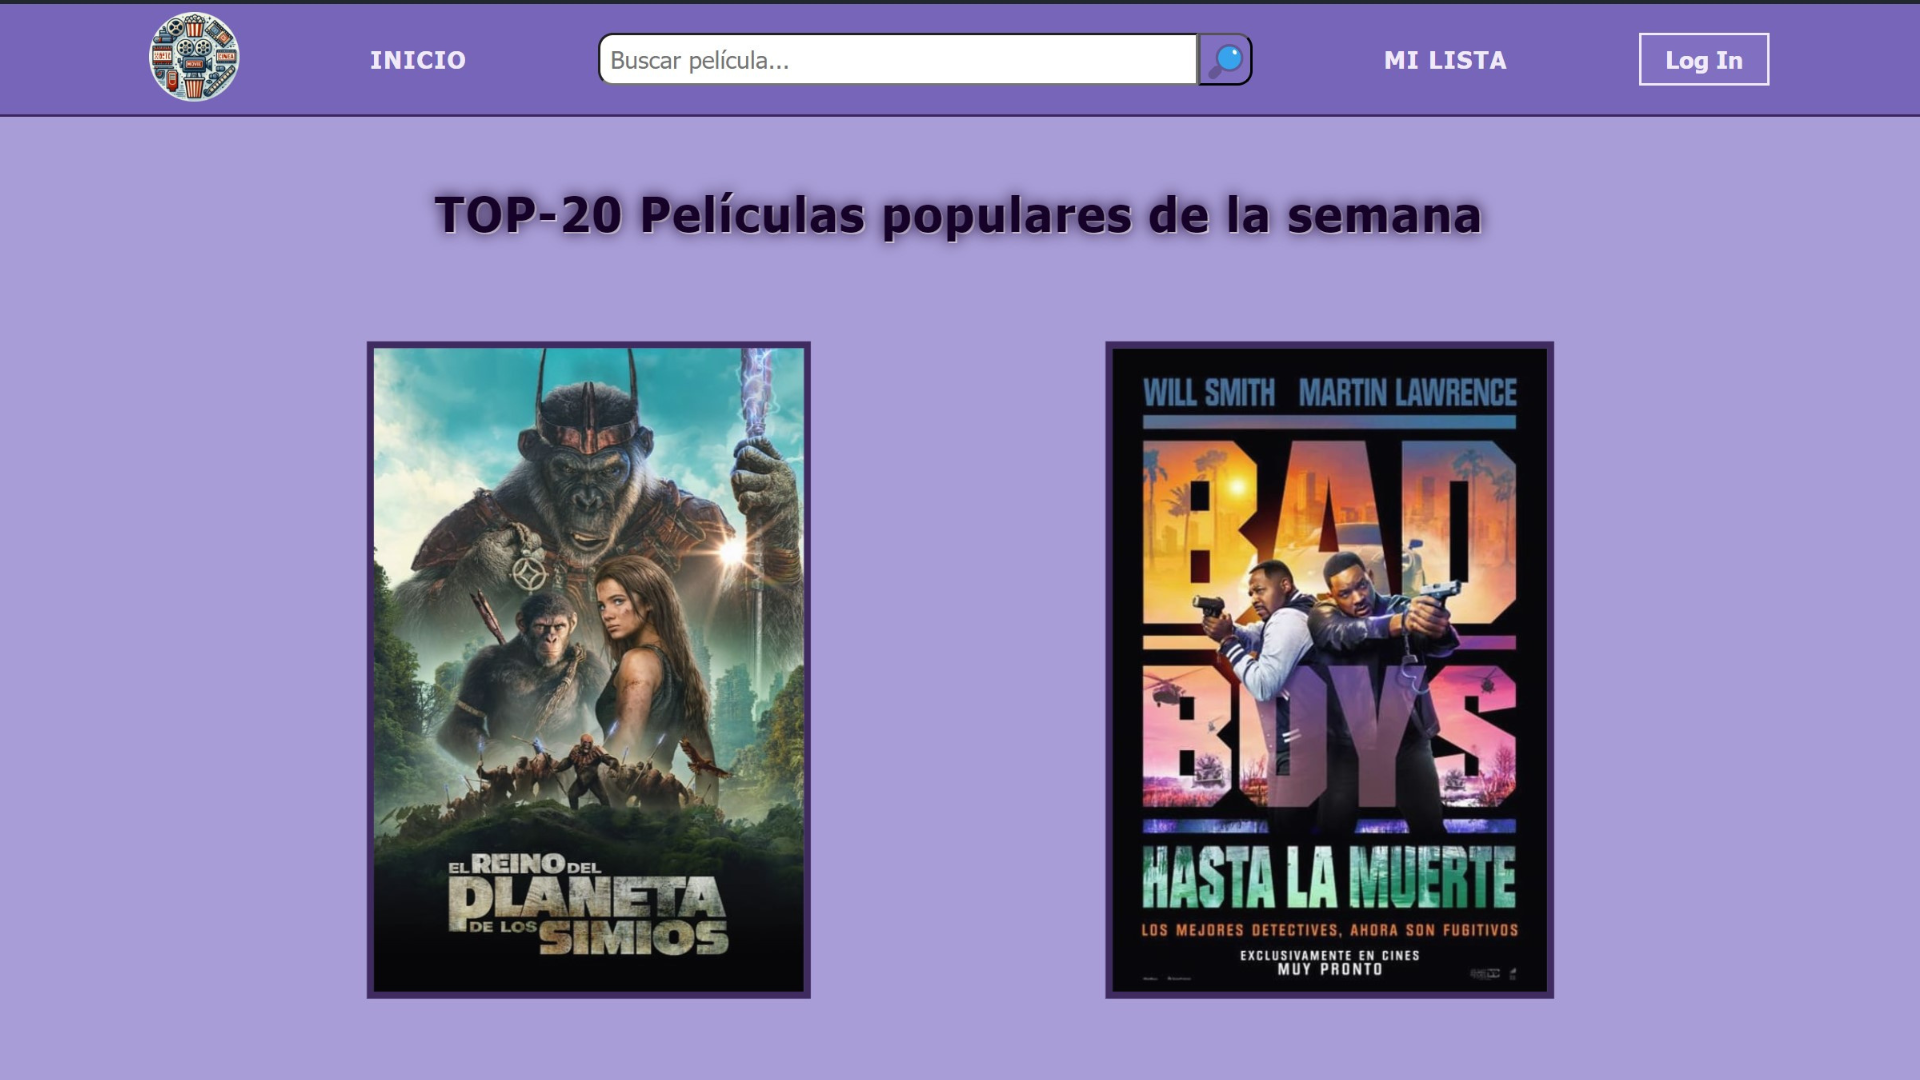 INICIO
Buscar película...
MI LISTA
Log In
TOP-20 Películas populares de la semana
EL REINO DEL
PLANETA
DE LOS SIMIOS
WILL SMITH MARTIN LAWRENCE
BAD
BOYS
HASTA LA MUERTE
LOS MEJORES DETECTIVES, AHORA SON FUGITIVOS
EXCLUSIVAMENTE EN CINES
MUY PRONTO